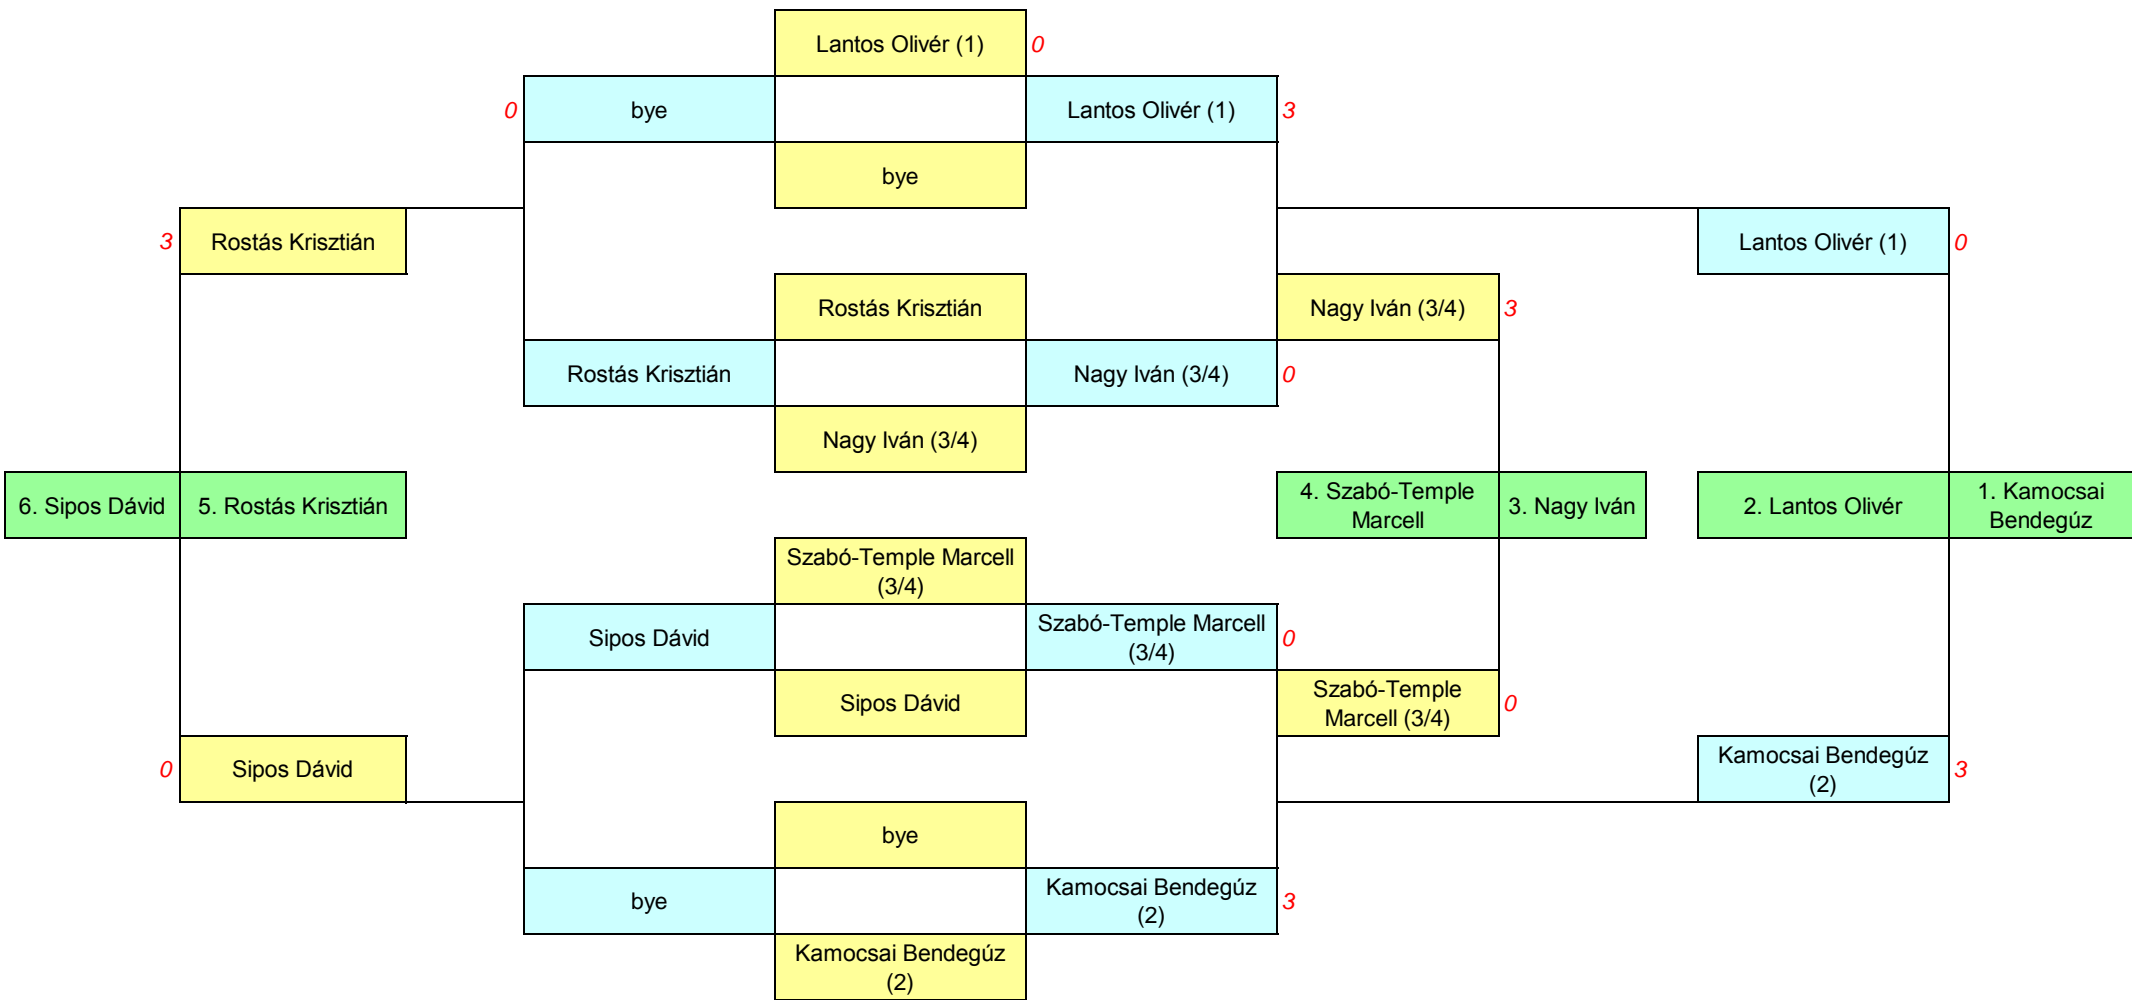 Lantos Olivér (1) 0
0 bye Lantos Olivér (1) 3
bye
3 Rostás Krisztián Lantos Olivér (1) 0
Rostás Krisztián Nagy Iván (3/4) 3
Rostás Krisztián Nagy Iván (3/4) 0
Nagy Iván (3/4)
6. Sipos Dávid 5. Rostás Krisztián 4. Szabó-Temple
Marcell 3. Nagy Iván 2. Lantos Olivér 1. Kamocsai
Bendegúz
Szabó-Temple Marcell
(3/4)
Sipos Dávid Szabó-Temple Marcell
(3/4) 0
Sipos Dávid Szabó-Temple
Marcell (3/4) 0
0 Sipos Dávid Kamocsai Bendegúz
(2) 3
bye
bye Kamocsai Bendegúz
(2) 3
Kamocsai Bendegúz
(2)